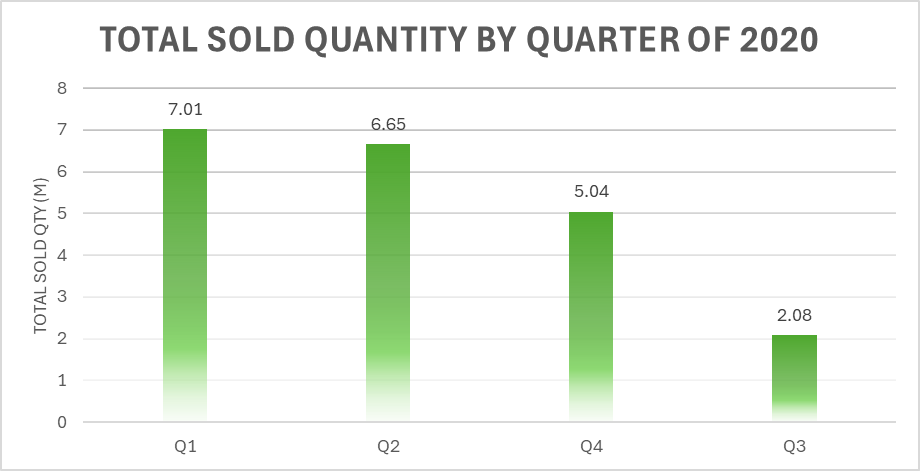 TOTAL SOLD QUANTITY BY QUARTER OF 2020
TOTAL SOLD QTY (M)
8
7
6
5
4
3
2
1
0
7.01
6.65
5.04
2.08
Q1
Q2
Q4
Q3